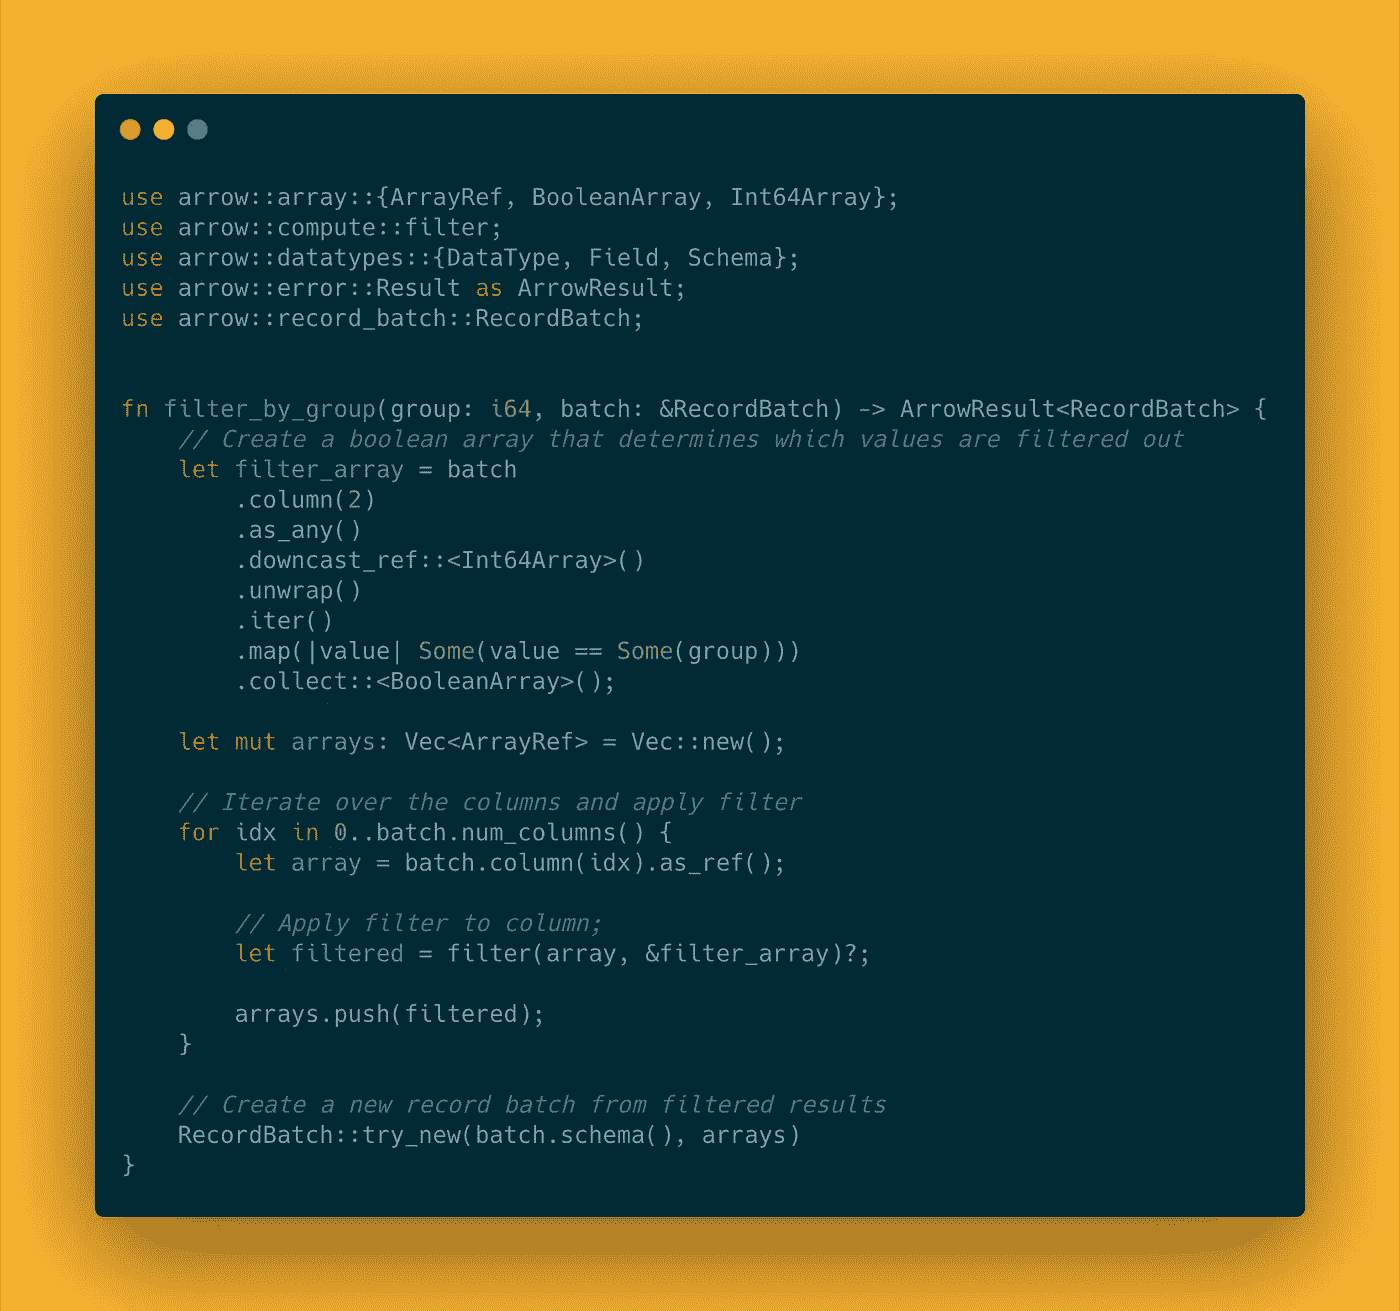 use arrow::array::{ArrayRef, BooleanArray, Int64Array};
use arrow::compute::filter;
use arrow::datatypes::{DataType, Field, Schema};
use arrow::error::Result as ArrowResult;
use arrow::record_batch::RecordBatch;
fn filter_by_group(group: i64, batch: &RecordBatch) -> ArrowResult<RecordBatch> {
    // Create a boolean array that determines which values are filtered out
    let filter_array = batch
        .column(2)
        .as_any()
        .downcast_ref::<Int64Array>()
        .unwrap()
        .iter()
        .map(|value| Some(value == Some(group)))
        .collect::<BooleanArray>();
    let mut arrays: Vec<ArrayRef> = Vec::new();
    // Iterate over the columns and apply filter
    for idx in 0..batch.num_columns() {
        let array = batch.column(idx).as_ref();
        // Apply filter to column;
        let filtered = filter(array, &filter_array)?;
        arrays.push(filtered);
    }
    // Create a new record batch from filtered results
    RecordBatch::try_new(batch.schema(), arrays)
}